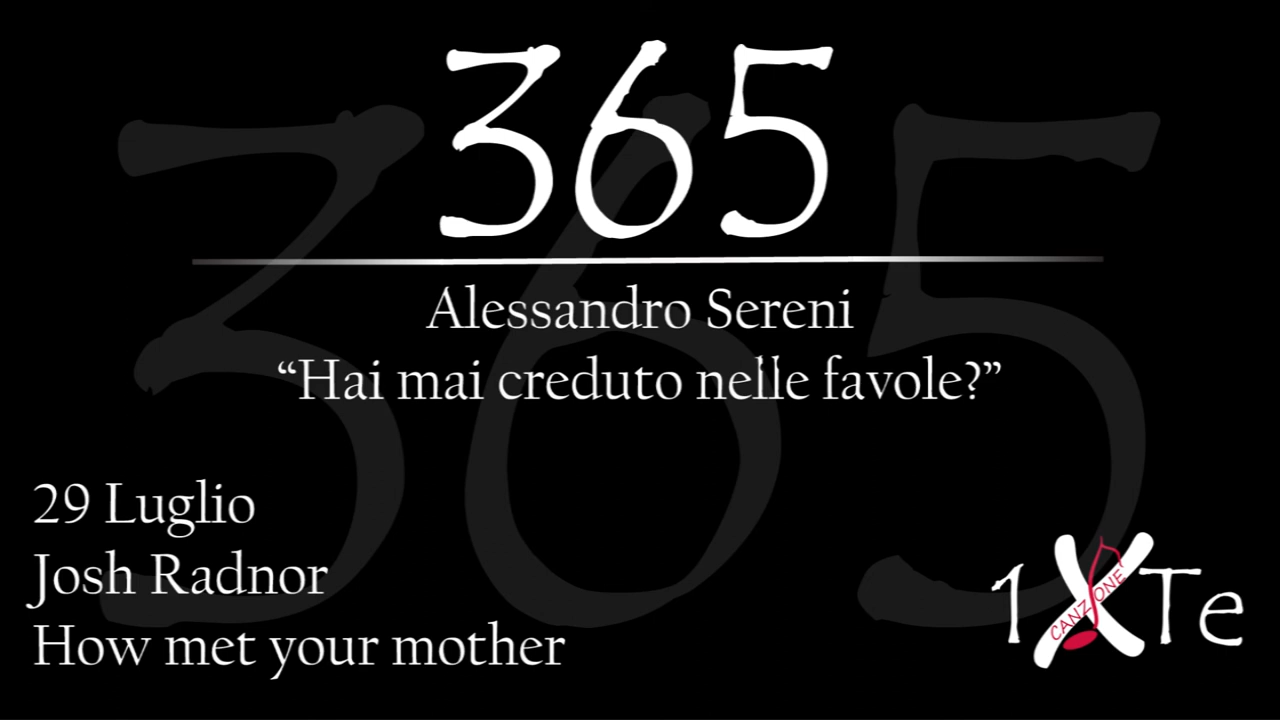 365
Alessandro Sereni
“Hai mai creduto nelle favole?”
29 Luglio
Josh Radnor
How met your mother
1XTe
CANZONE